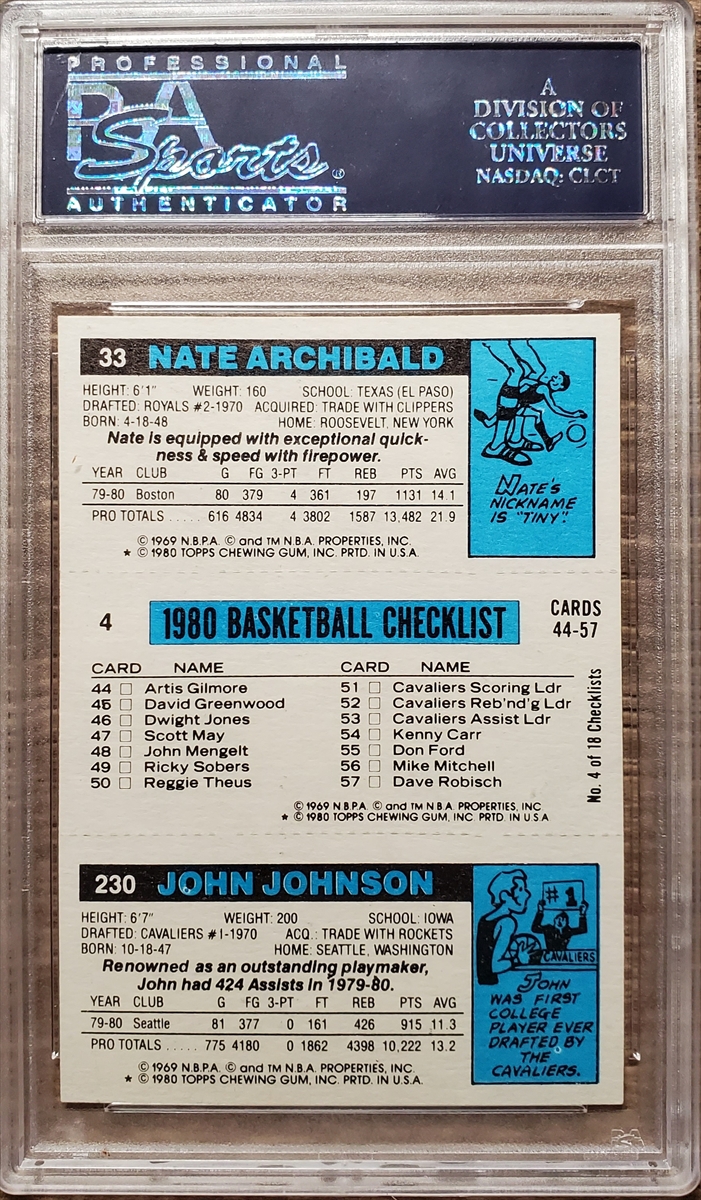 PROFESSIONAL
PSA
Sports®
AUTHENTICATOR
A
DIVISION OF
COLLECTORS
UNIVERSE
NASDAQ: CLCT
33 NATE ARCHIBALD
HEIGHT: 6'1" WEIGHT: 160 SCHOOL: TEXAS (EL PASO)
DRAFTED: ROYALS #2-1970 ACQUIRED: TRADE WITH CLIPPERS
BORN: 4-18-48 HOME: ROOSEVELT, NEW YORK
Nate is equipped with exceptional quick-
ness & speed with firepower.
YEAR CLUB G FG 3-PT FT REB PTS AVG
79-80 Boston 80 379 4 361 197 1131 14.1
PRO TOTALS ..... 616 4834 4 3802 1587 13,482 21.9
© 1969 N.B.P.A. © and TM N.B.A. PROPERTIES, INC.
★ © 1980 TOPPS CHEWING GUM, INC. PRTD. IN U.S.A.
NATE'S
NICKNAME
IS "TINY".
4 1980 BASKETBALL CHECKLIST CARDS
44-57
CARD NAME
44 □ Artis Gilmore
45 □ David Greenwood
46 □ Dwight Jones
47 □ Scott May
48 □ John Mengelt
49 □ Ricky Sobers
50 □ Reggie Theus
CARD NAME
51 □ Cavaliers Scoring Ldr
52 □ Cavaliers Reb'nd'g Ldr
53 □ Cavaliers Assist Ldr
54 □ Kenny Carr
55 □ Don Ford
56 □ Mike Mitchell
57 □ Dave Robisch
No. 4 of 18 Checklists
© 1969 N.B.P.A. © and TM N.B.A. PROPERTIES, INC
★ © 1980 TOPPS CHEWING GUM, INC. PRTD. IN U.S.A
230 JOHN JOHNSON
HEIGHT: 6'7" WEIGHT: 200 SCHOOL: IOWA
DRAFTED: CAVALIERS #1-1970 ACQ.: TRADE WITH ROCKETS
BORN: 10-18-47 HOME: SEATTLE, WASHINGTON
Renowned as an outstanding playmaker,
John had 424 Assists in 1979-80.
YEAR CLUB G FG 3-PT FT REB PTS AVG
79-80 Seattle 81 377 0 161 426 915 11.3
PRO TOTALS ..... 775 4180 0 1862 4398 10,222 13.2
© 1969 N.B.P.A. © and TM N.B.A. PROPERTIES, INC.
★ © 1980 TOPPS CHEWING GUM, INC. PRTD. IN U.S.A.
#1
CAVALIERS
JOHN
WAS FIRST
COLLEGE
PLAYER EVER
DRAFTED BY
THE
CAVALIERS.
PSA